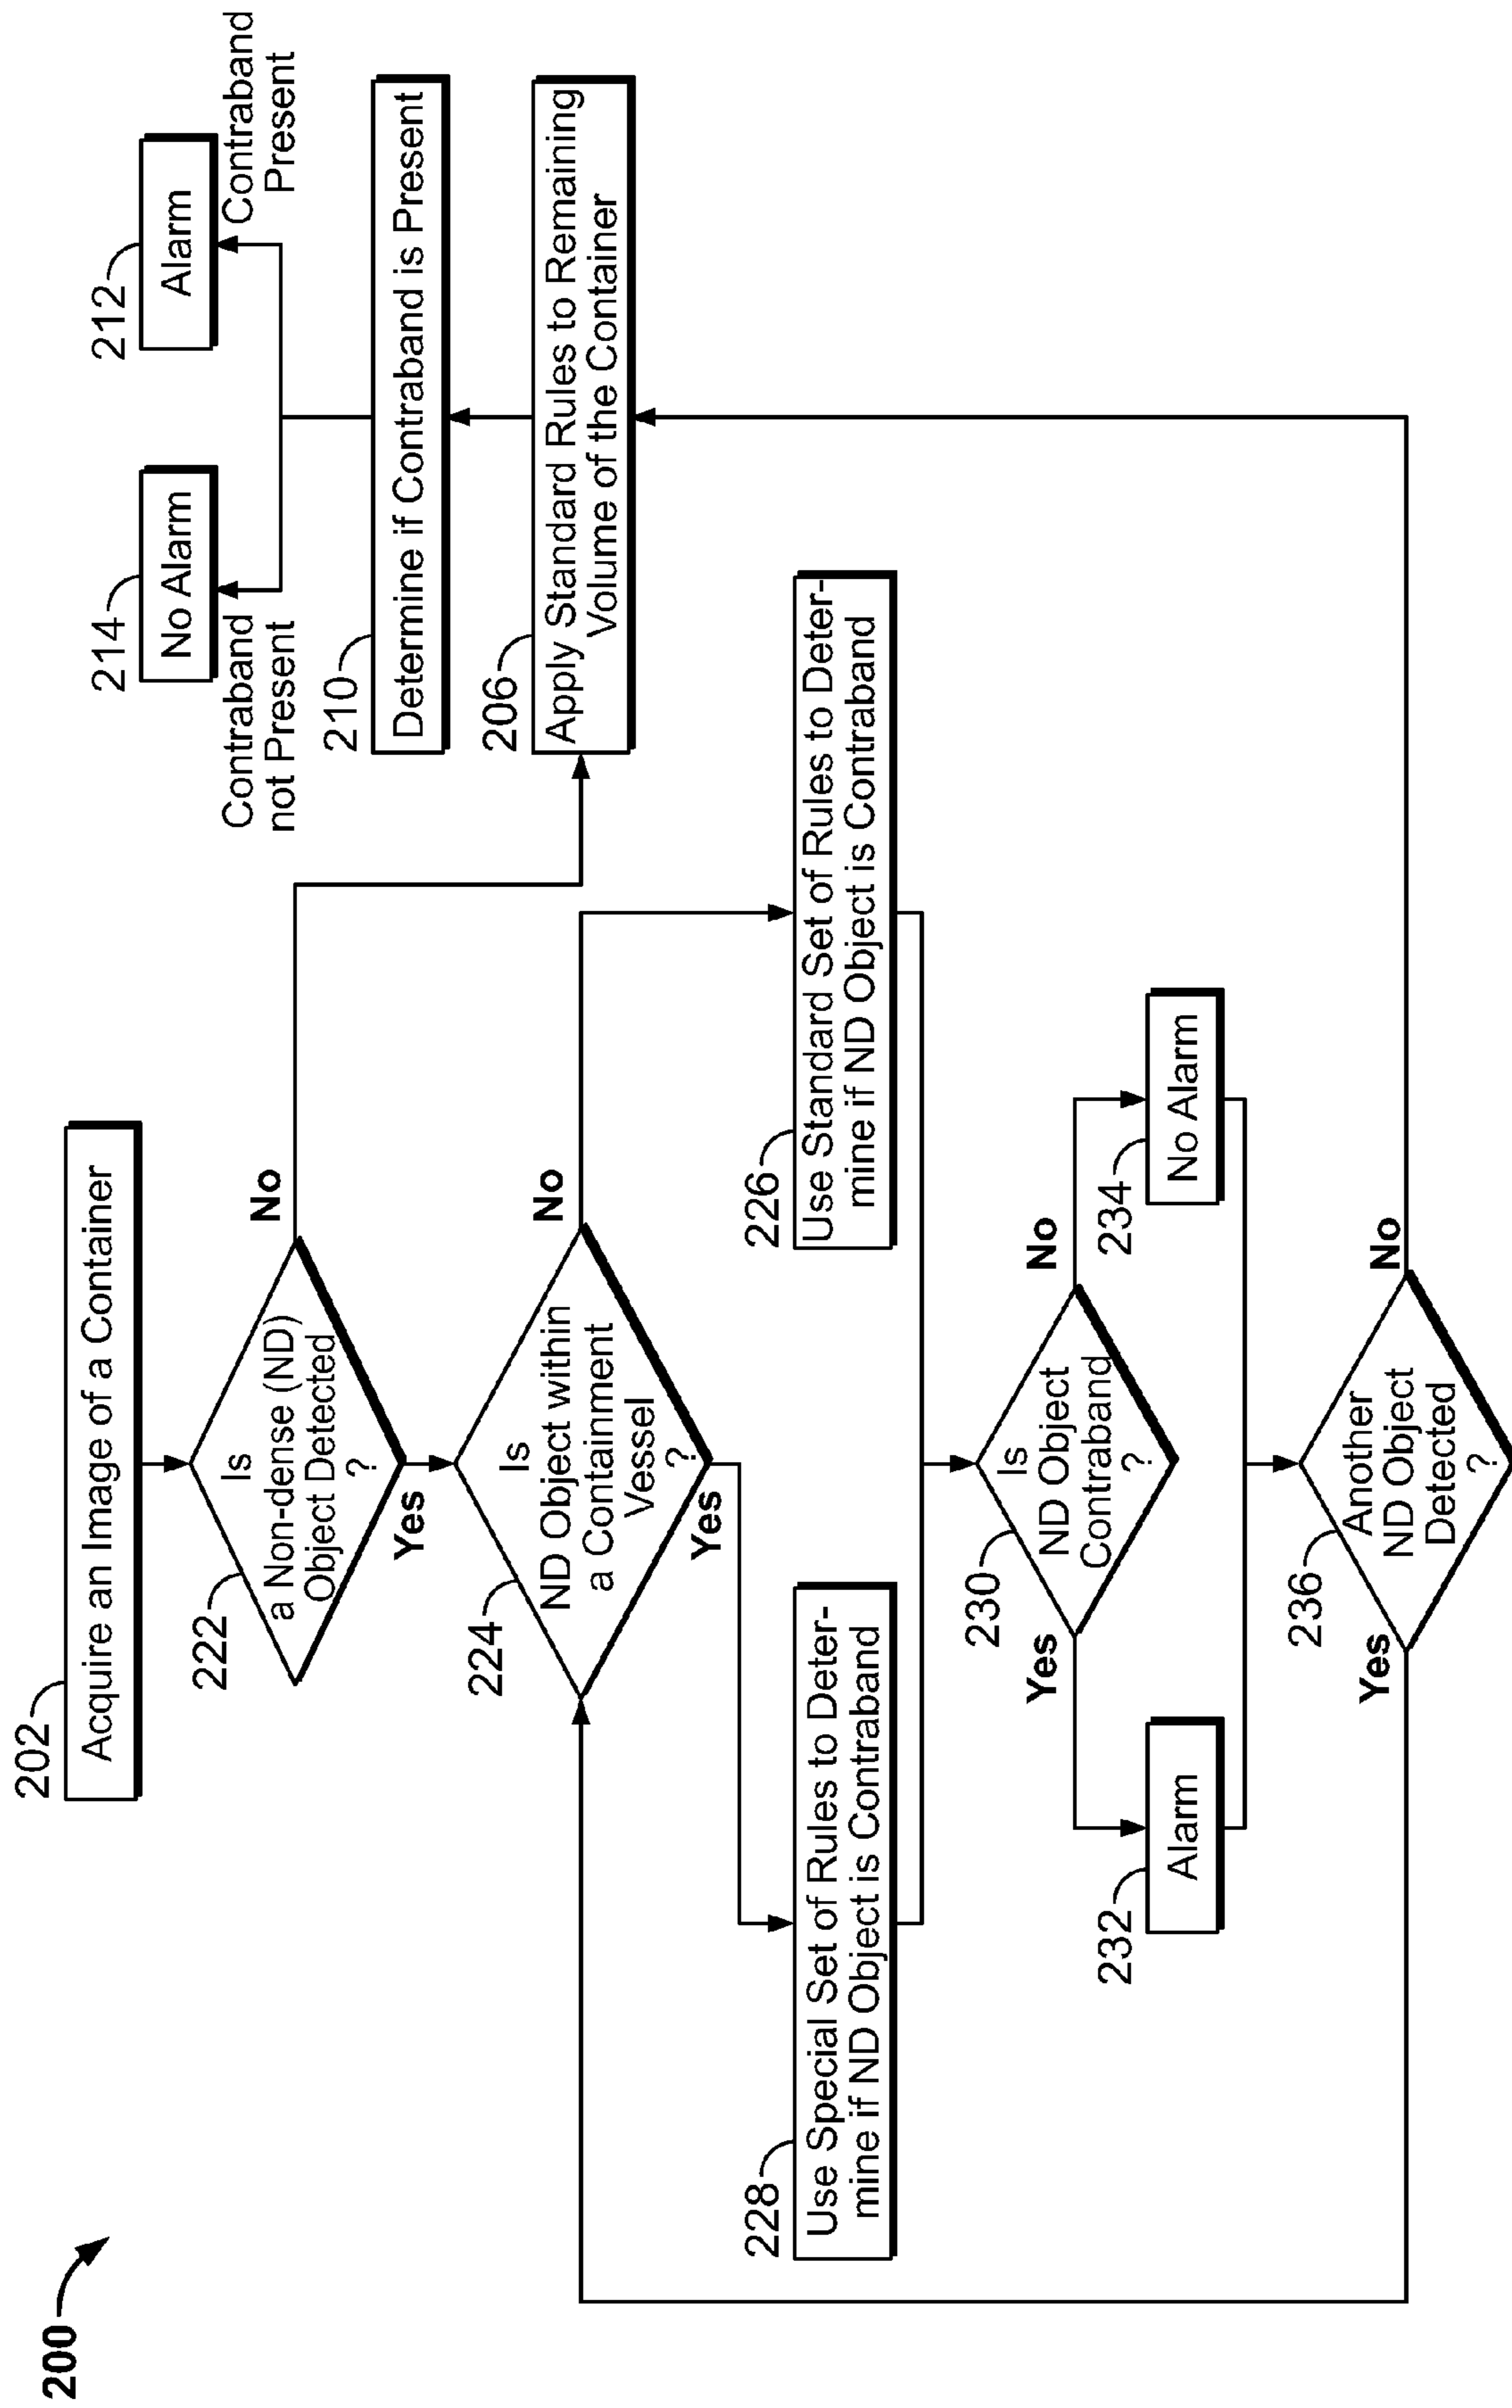 200
202
Acquire an Image of a Container
222
Is
a Non-dense (ND)
Object Detected
?
No
Yes
224
Is
ND Object within
a Containment
Vessel
?
No
Yes
228
Use Special Set of Rules to Deter-
mine if ND Object is Contraband
226
Use Standard Set of Rules to Deter-
mine if ND Object is Contraband
230
Is
ND Object
Contraband
?
Yes
No
232
Alarm
234
No Alarm
236
Another
ND Object
Detected
?
Yes
No
214
No Alarm
Contraband
not Present
212
Alarm
Contraband
Present
210
Determine if Contraband is Present
206
Apply Standard Rules to Remaining
Volume of the Container